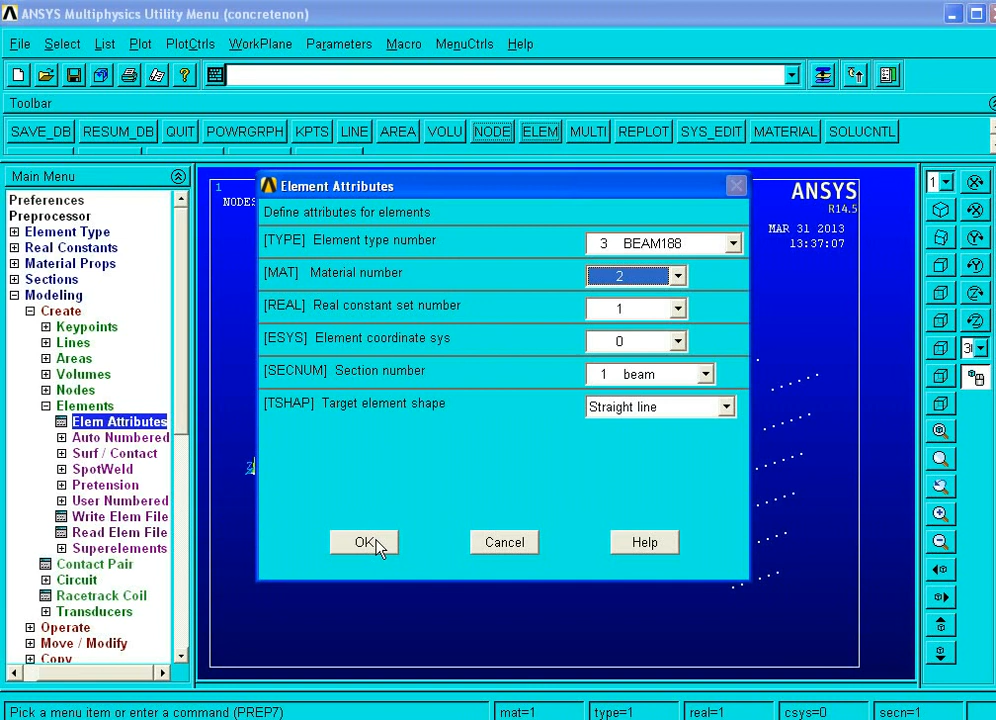 ANSYS Multiphysics Utility Menu (concretenon)
File Select List Plot PlotCtrls WorkPlane Parameters Macro MenuCtrls Help
Toolbar
SAVE_DB RESUM_DB QUIT POWRGRPH KPTS LINE AREA VOLU NODE ELEM MULTI REPLOT SYS_EDIT MATERIAL SOLUCNTL
Main Menu
Preferences
Preprocessor
Element Type
Real Constants
Material Props
Sections
Modeling
Create
Keypoints
Lines
Areas
Volumes
Nodes
Elements
Elem Attributes
Auto Numbered
Surf / Contact
SpotWeld
Pretension
User Numbered
Write Elem File
Read Elem File
Superelements
Contact Pair
Circuit
Racetrack Coil
Transducers
Operate
Move / Modify
Copy
1
NODES
Element Attributes
Define attributes for elements
[TYPE] Element type number 3 BEAM188
[MAT] Material number 2
[REAL] Real constant set number 1
[ESYS] Element coordinate sys 0
[SECNUM] Section number 1 beam
[TSHAP] Target element shape Straight line
OK Cancel Help
ANSYS
R14.5
MAR 31 2013
13:37:07
Z
1
Pick a menu item or enter a command (PREP7) mat=1 type=1 real=1 csys=0 secn=1